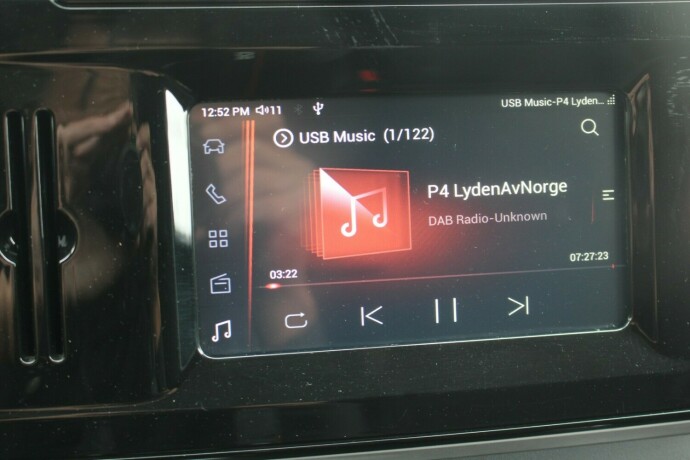 12:52 PM 11
USB Music-P4 Lyden...
USB Music (1/122)
P4 LydenAvNorge
DAB Radio-Unknown
03:22
07:27:23